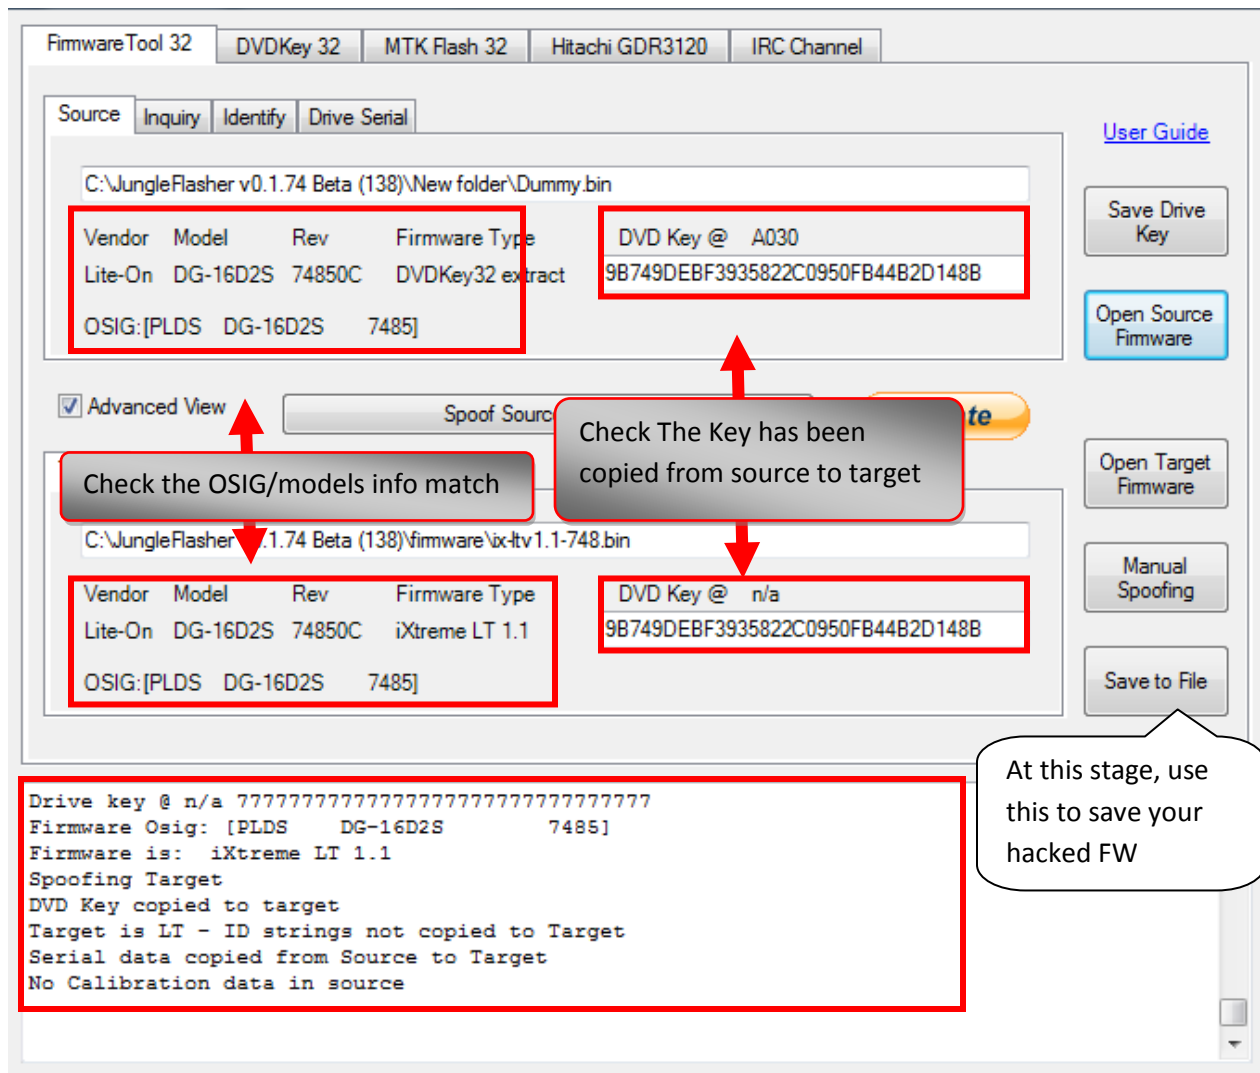 FirmwareTool 32 DVDKey 32 MTK Flash 32 Hitachi GDR3120 IRC Channel
Source Inquiry Identify Drive Serial
User Guide
C:\JungleFlasher v0.1.74 Beta (138)\New folder\Dummy.bin
Save Drive
Key
Vendor Model Rev Firmware Type DVD Key @ A030
Lite-On DG-16D2S 74850C DVDKey32 extract 9B749DEBF3935822C0950FB44B2D148B
OSIG:[PLDS DG-16D2S 7485]
Open Source
Firmware
Advanced View
Spoof Sourc
te
Check The Key has been
copied from source to target
Check the OSIG/models info match
Open Target
Firmware
C:\JungleFlasher .1.74 Beta (138)\firmware\ix-ltv1.1-748.bin
Manual
Spoofing
Vendor Model Rev Firmware Type DVD Key @ n/a
Lite-On DG-16D2S 74850C iXtreme LT 1.1 9B749DEBF3935822C0950FB44B2D148B
OSIG:[PLDS DG-16D2S 7485]
Save to File
At this stage, use
this to save your
hacked FW
Drive key @ n/a 77777777777777777777777777777777
Firmware Osig: [PLDS DG-16D2S 7485]
Firmware is: iXtreme LT 1.1
Spoofing Target
DVD Key copied to target
Target is LT - ID strings not copied to Target
Serial data copied from Source to Target
No Calibration data in source